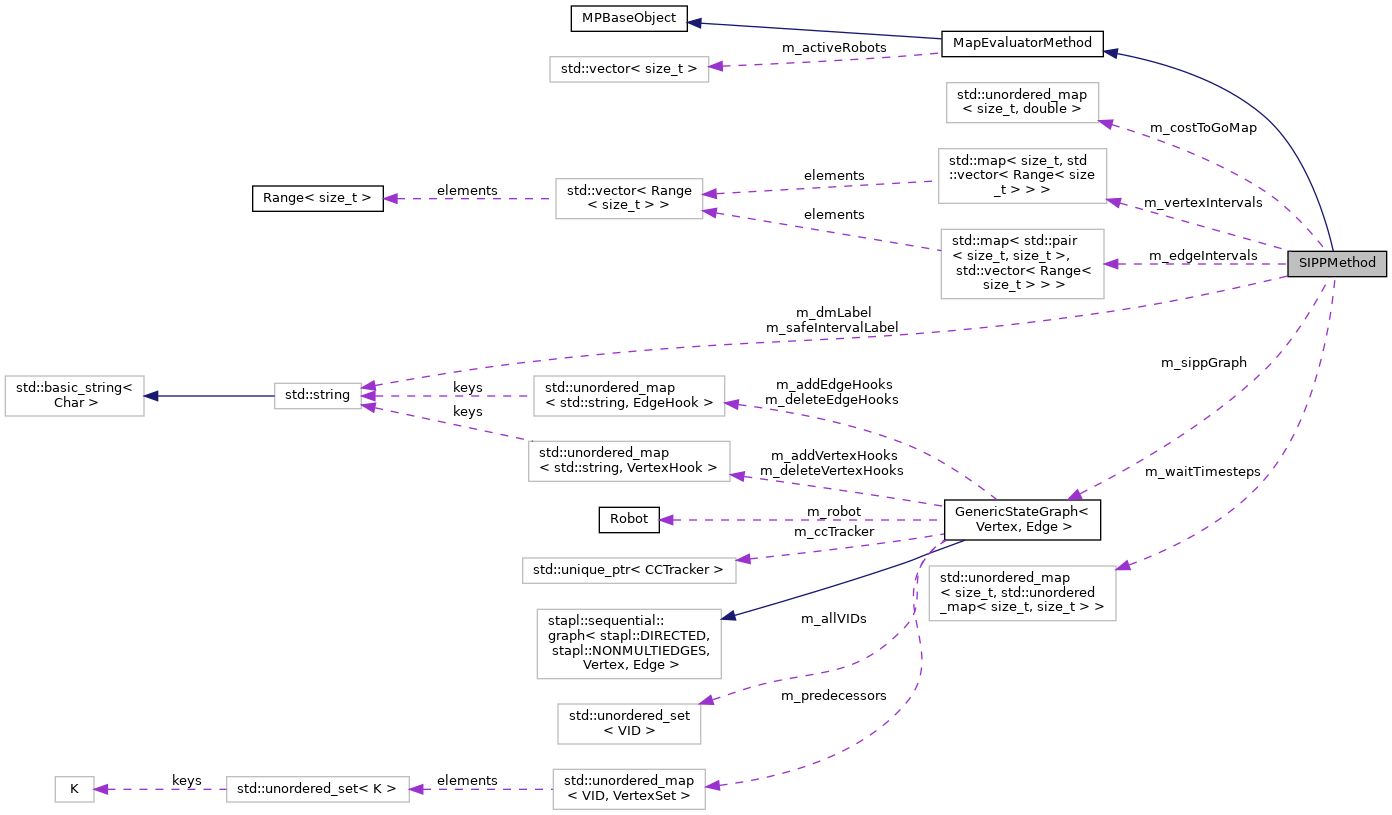 MPBaseObject
MapEvaluatorMethod
m_activeRobots
std::vector< size_t >
std::unordered_map
< size_t, double >
m_costToGoMap
std::map< size_t, std
::vector< Range< size
_t > > >
elements
std::vector< Range
< size_t > >
elements
Range< size_t >
m_vertexIntervals
elements
std::map< std::pair
< size_t, size_t >,
std::vector< Range<
size_t > > >
m_edgeIntervals
SIPPMethod
m_dmLabel
m_safeIntervalLabel
m_sippGraph
std::basic_string<
Char >
std::string
keys
std::unordered_map
< std::string, EdgeHook >
m_addEdgeHooks
m_deleteEdgeHooks
keys
std::unordered_map
< std::string, VertexHook >
m_addVertexHooks
m_deleteVertexHooks
m_waitTimesteps
Robot
m_robot
GenericStateGraph<
Vertex, Edge >
m_ccTracker
std::unique_ptr< CCTracker >
std::unordered_map
< size_t, std::unordered
_map< size_t, size_t > >
stapl::sequential::
graph< stapl::DIRECTED,
stapl::NONMULTIEDGES,
Vertex, Edge >
m_allVIDs
std::unordered_set
< VID >
m_predecessors
K
keys
std::unordered_set< K >
elements
std::unordered_map
< VID, VertexSet >